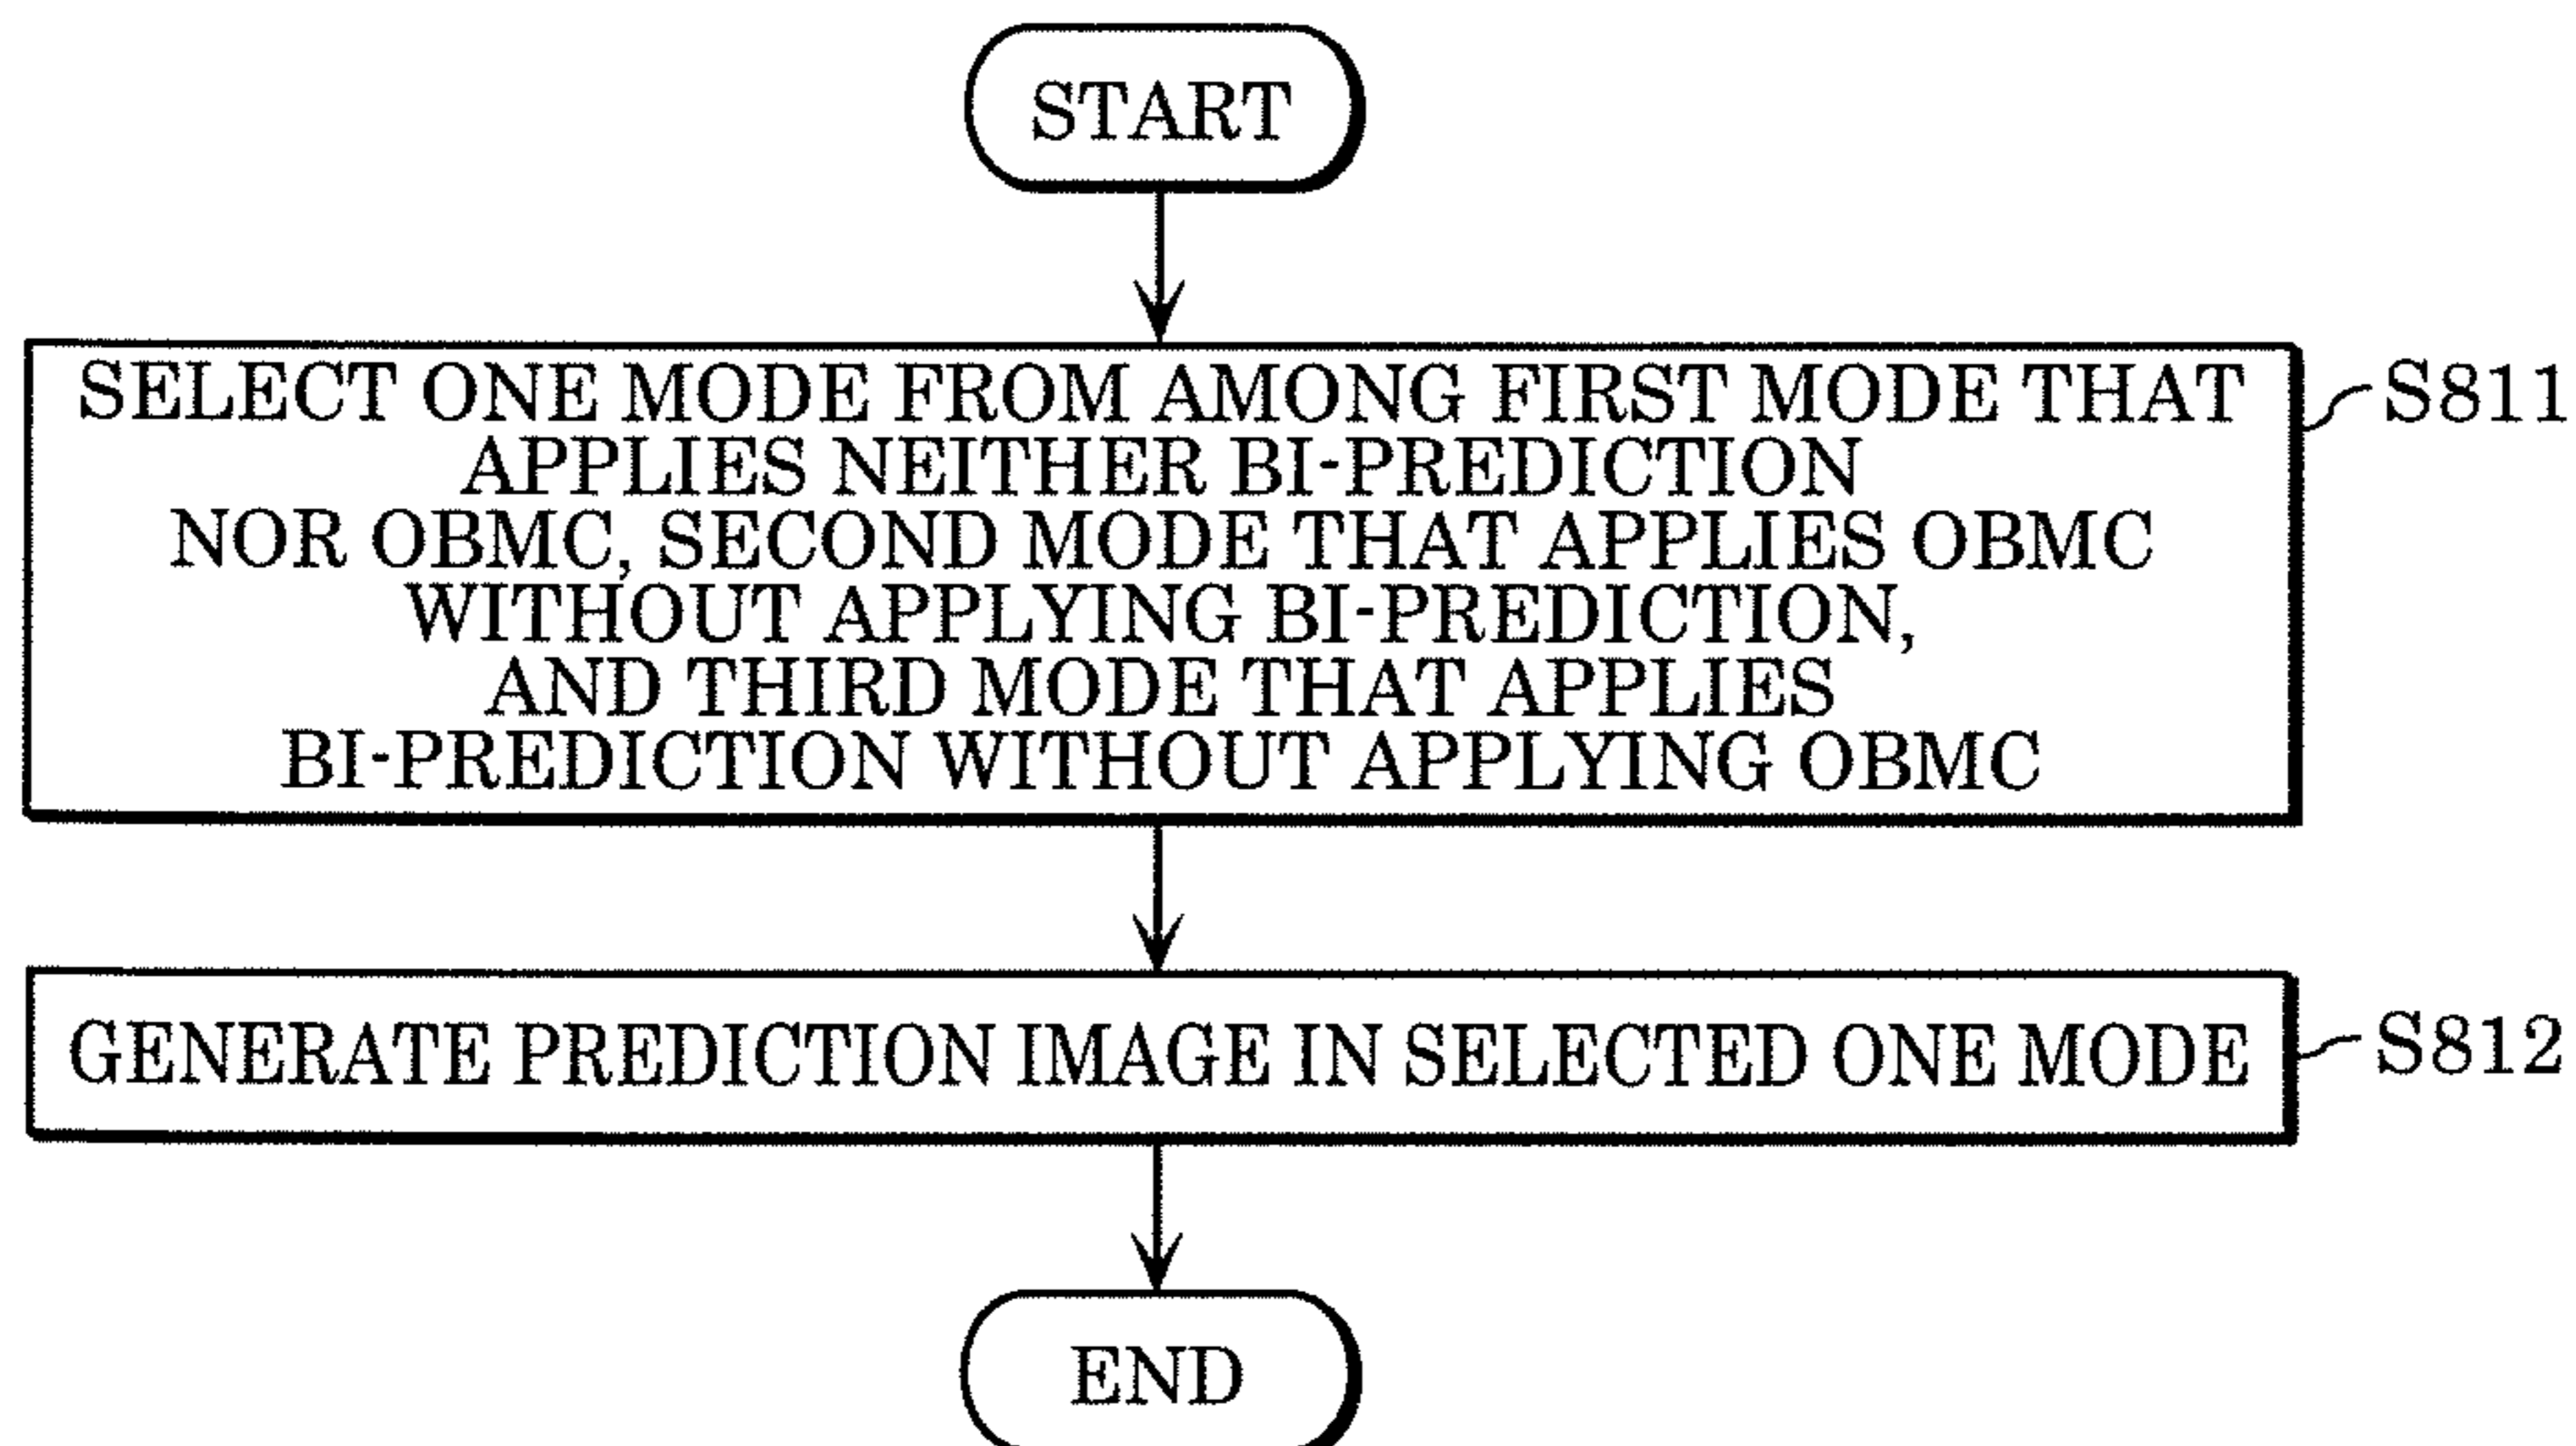 START
SELECT ONE MODE FROM AMONG FIRST MODE THAT
APPLIES NEITHER BI-PREDICTION
NOR OBMC, SECOND MODE THAT APPLIES OBMC
WITHOUT APPLYING BI-PREDICTION,
AND THIRD MODE THAT APPLIES
BI-PREDICTION WITHOUT APPLYING OBMC
S811
GENERATE PREDICTION IMAGE IN SELECTED ONE MODE
S812
END